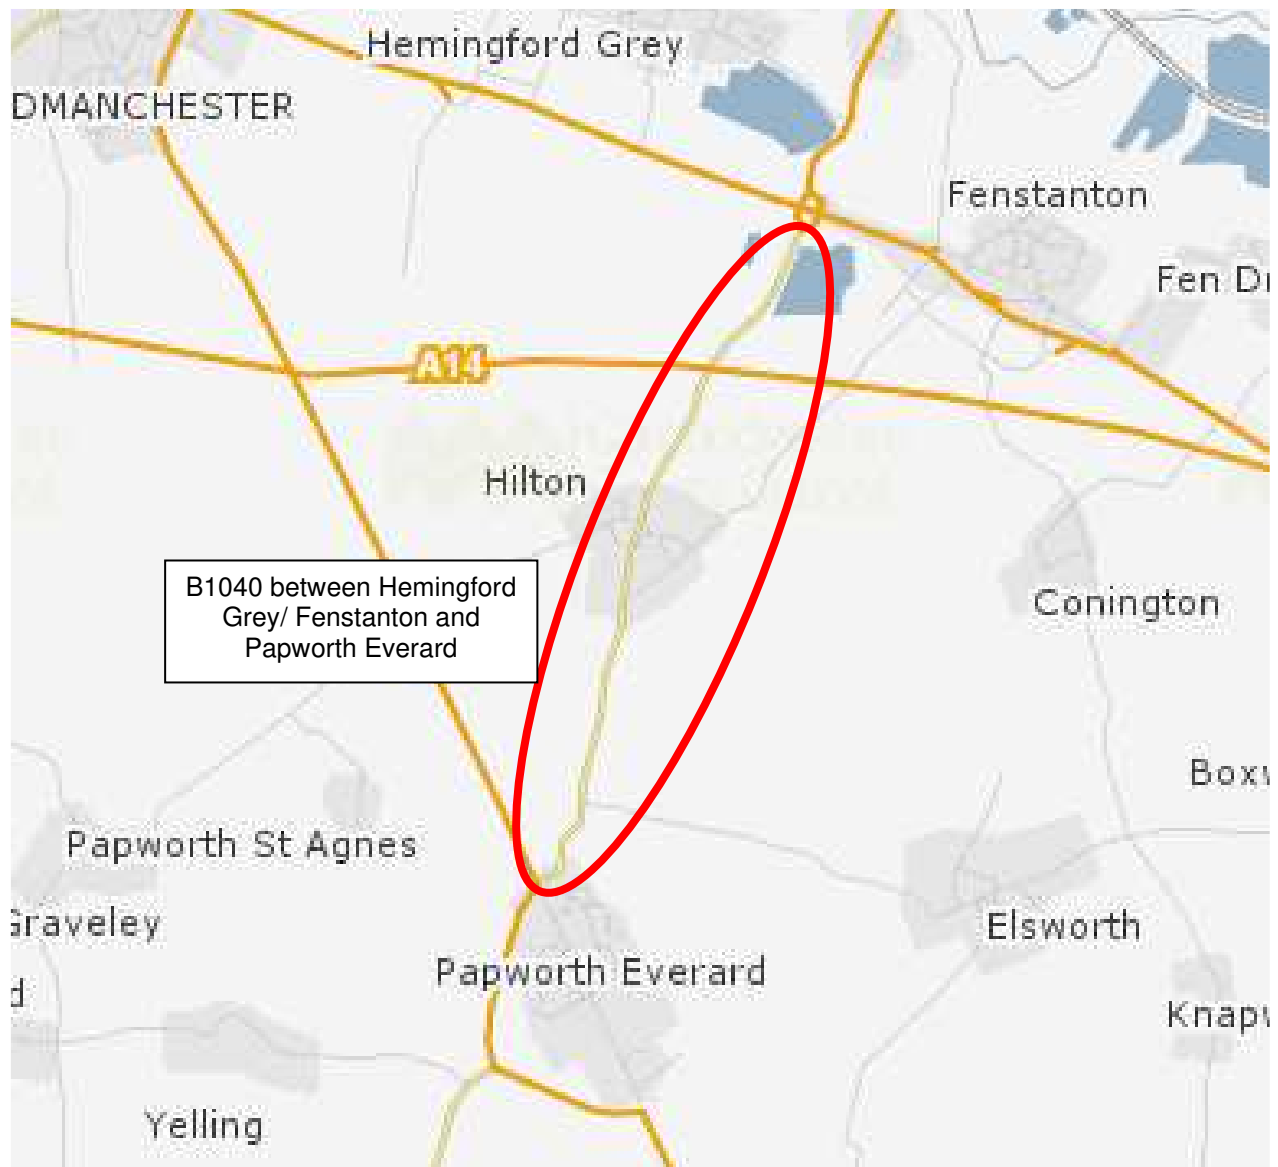 Hemingford Grey
DMANCHESTER
Fenstanton
Fen Dr
A14
Hilton
B1040 between Hemingford
Grey/ Fenstanton and
Papworth Everard
Conington
Boxw
Papworth St Agnes
Graveley
Elsworth
Papworth Everard
d
Knapw
Yelling